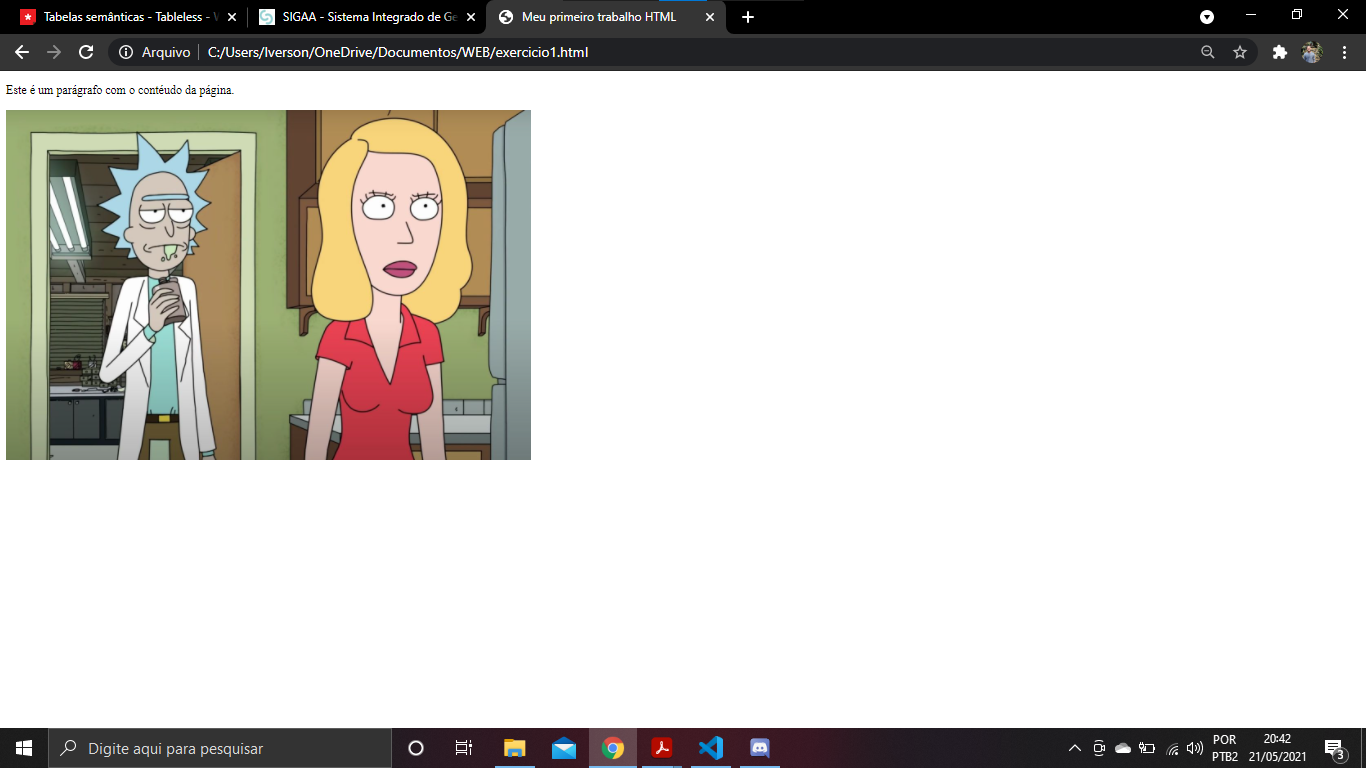 Tabelas semânticas - Tableless - W
SIGAA - Sistema Integrado de Ge
Meu primeiro trabalho HTML
Arquivo
C:/Users/Iverson/OneDrive/Documentos/WEB/exercicio1.html
Este é um parágrafo com o contéudo da página.
Digite aqui para pesquisar
POR
PTB2
20:42
21/05/2021
3